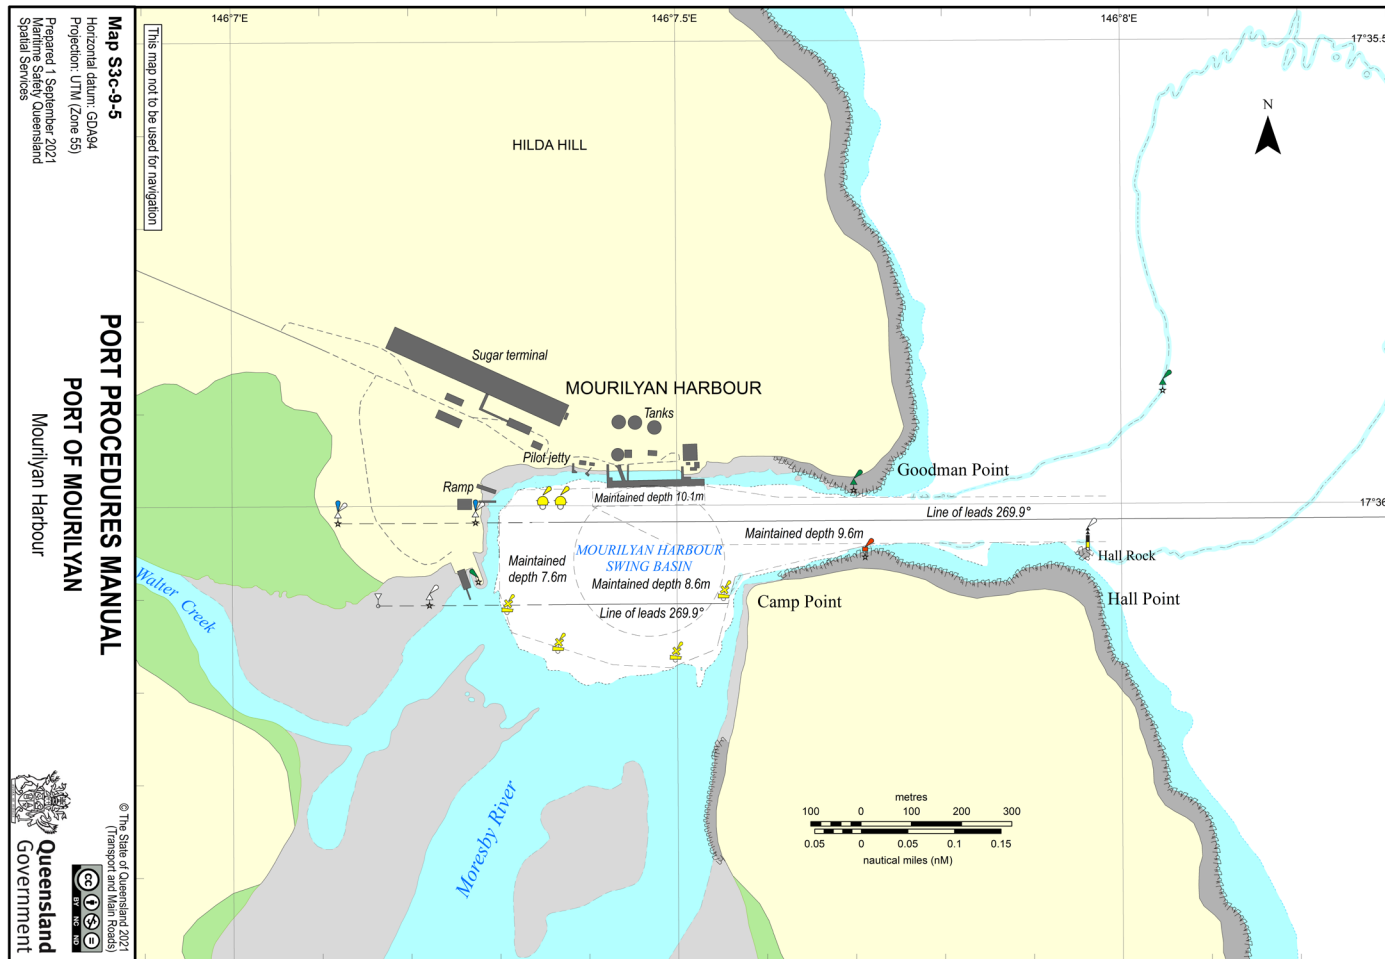 146°7'E
146°7.5'E
146°8'E
17°35.5
17°36
N
HILDA HILL
Sugar terminal
MOURILYAN HARBOUR
Tanks
Pilot jetty
Ramp
Goodman Point
Maintained depth 10.1m
Line of leads 269.9°
Maintained depth 9.6m
MOURILYAN HARBOUR
SWING BASIN
Maintained depth 8.6m
Maintained
depth 7.6m
Hall Rock
Line of leads 269.9°
Camp Point
Hall Point
Walter Creek
Moresby River
metres
100 0 100 200 300
0.05 0 0.05 0.1 0.15
nautical miles (nM)
This map not to be used for navigation
Map S3c-9-5
Horizontal datum: GDA94
Projection: UTM (Zone 55)
Prepared 1 September 2021
Maritime Safety Queensland
Spatial Services
PORT PROCEDURES MANUAL
PORT OF MOURILYAN
Mourilyan Harbour
© The State of Queensland 2021
(Transport and Main Roads)
cc
BY NC ND
Queensland
Government